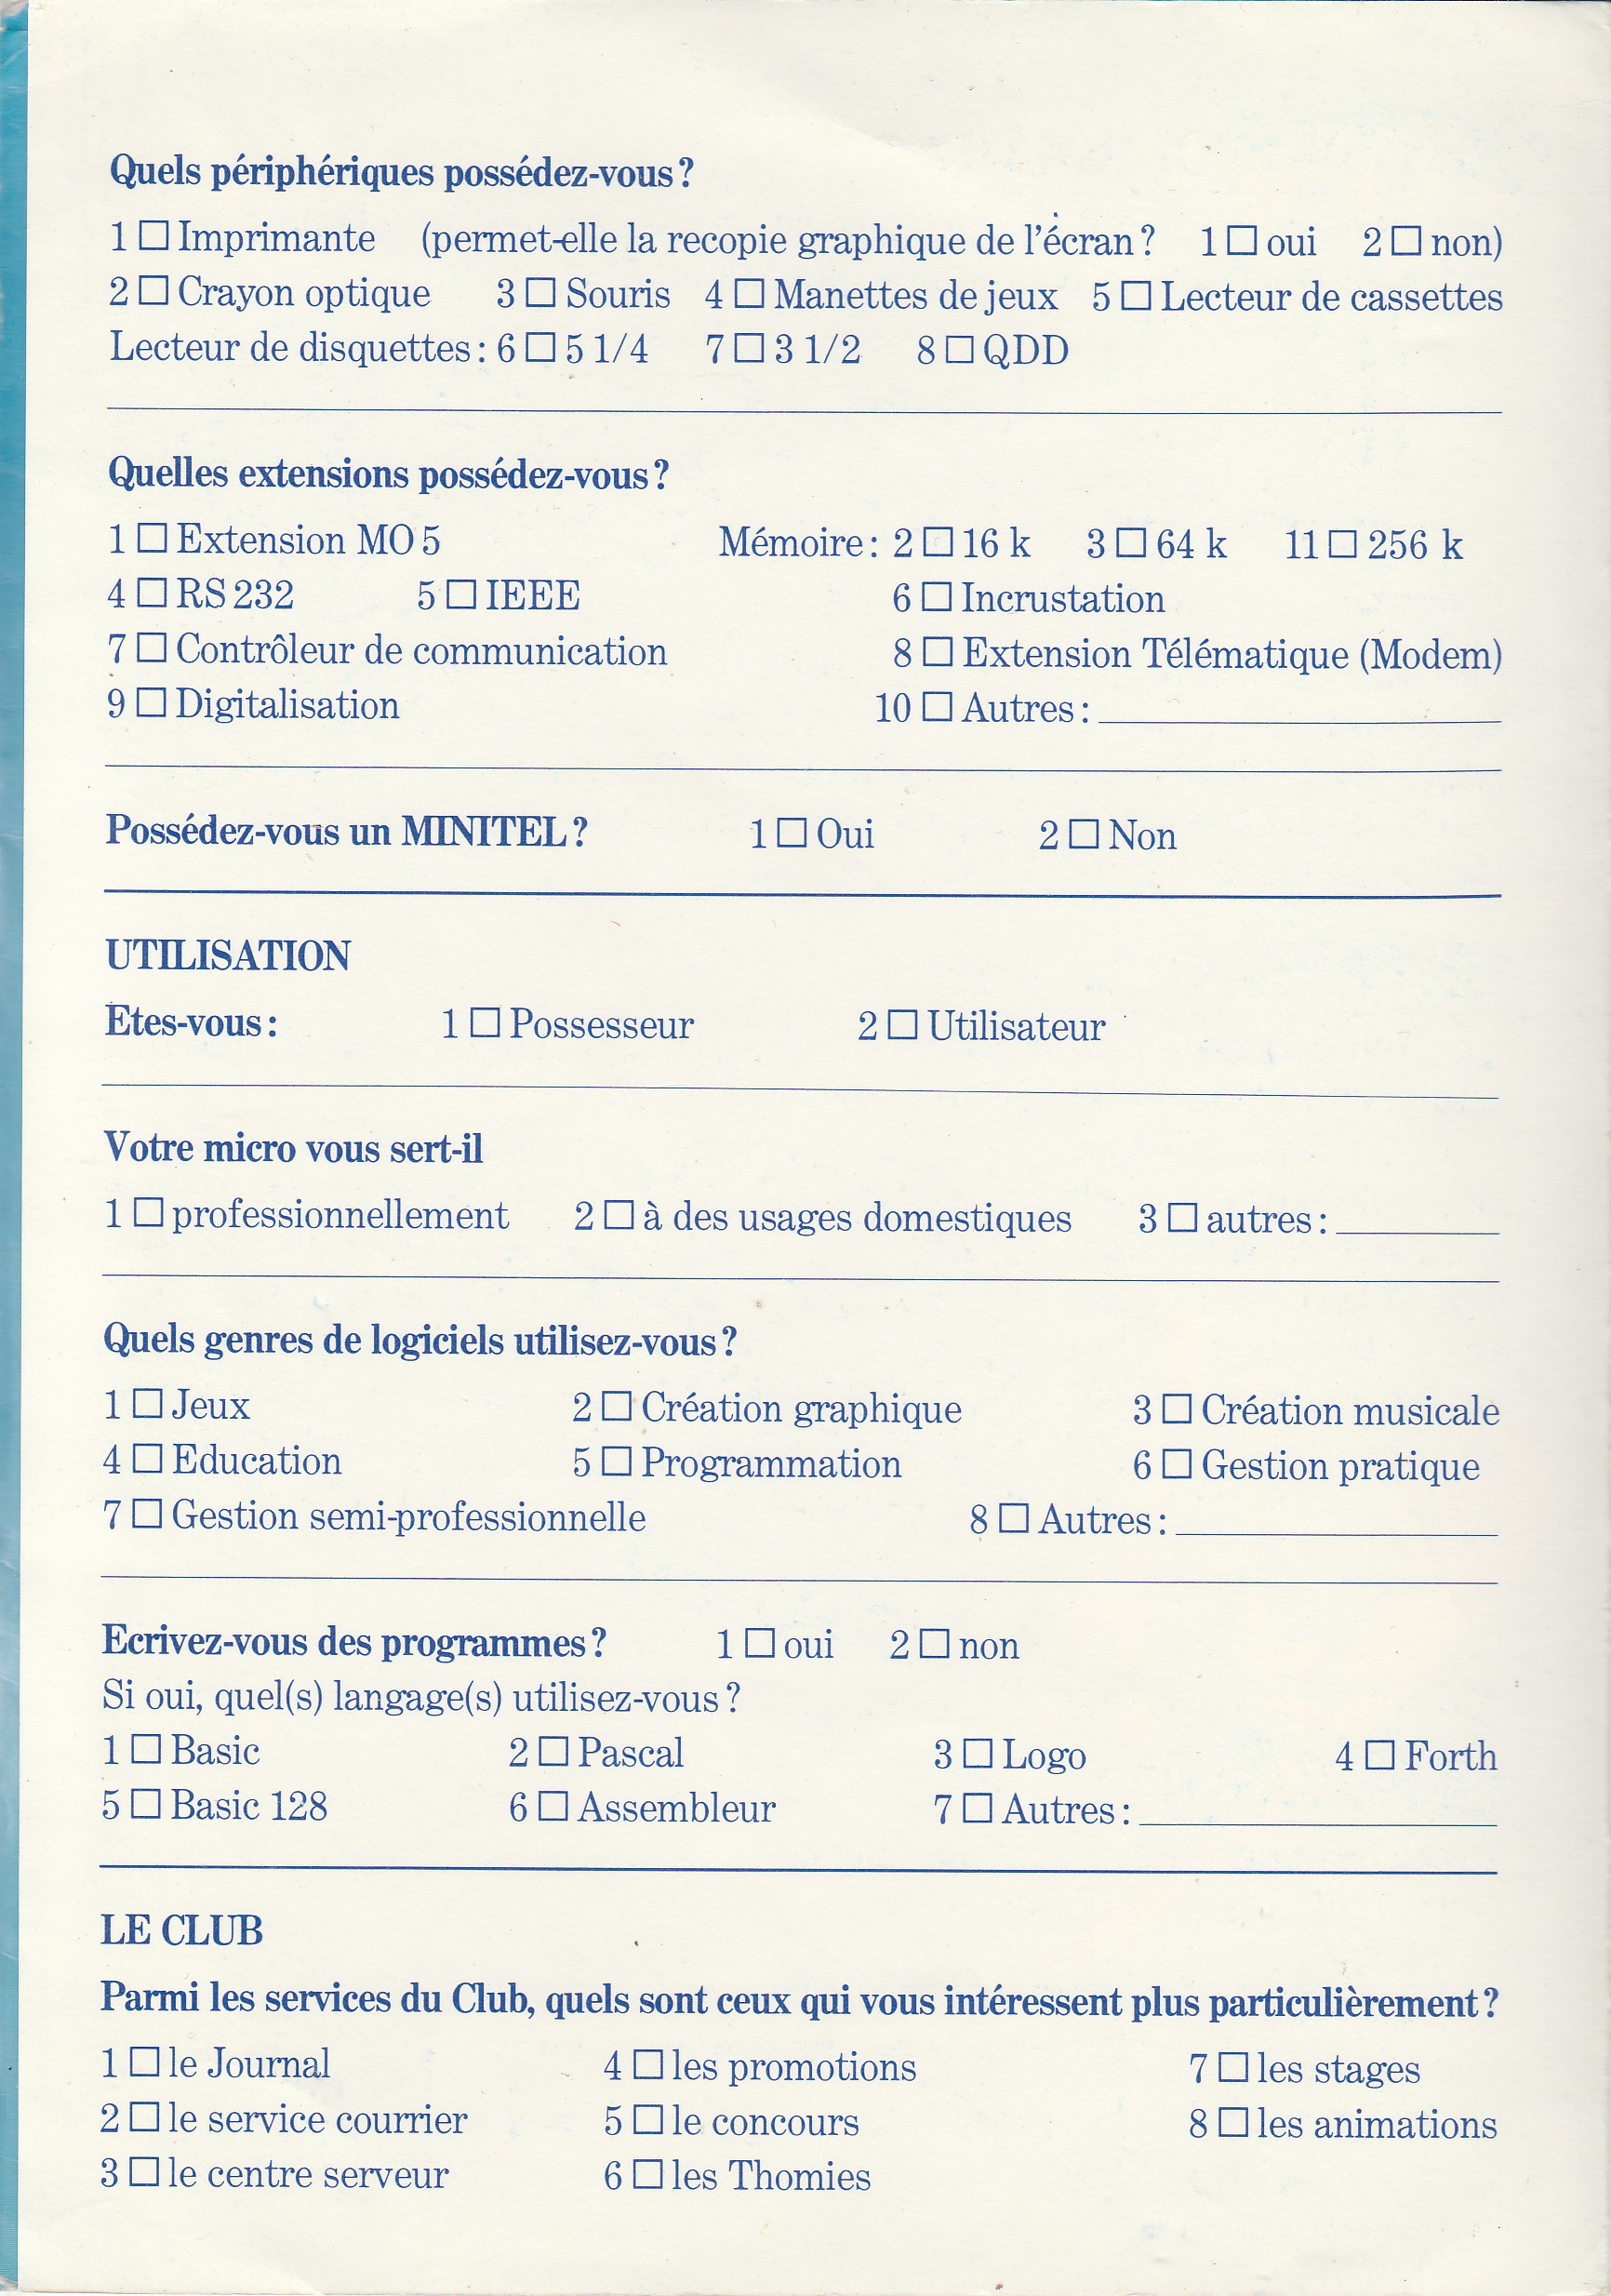 Quels périphériques possédez-vous ?
1 □ Imprimante (permet-elle la recopie graphique de l'écran ? 1 □ oui 2 □ non)
2 □ Crayon optique 3 □ Souris 4 □ Manettes de jeux 5 □ Lecteur de cassettes
Lecteur de disquettes : 6 □ 5 1/4 7 □ 3 1/2 8 □ QDD
Quelles extensions possédez-vous ?
1 □ Extension MO 5 Mémoire : 2 □ 16 k 3 □ 64 k 11 □ 256 k
4 □ RS 232 5 □ IEEE 6 □ Incrustation
7 □ Contrôleur de communication 8 □ Extension Télématique (Modem)
9 □ Digitalisation 10 □ Autres :
Possédez-vous un MINITEL ? 1 □ Oui 2 □ Non
UTILISATION
Etes-vous : 1 □ Possesseur 2 □ Utilisateur
Votre micro vous sert-il
1 □ professionnellement 2 □ à des usages domestiques 3 □ autres :
Quels genres de logiciels utilisez-vous ?
1 □ Jeux 2 □ Création graphique 3 □ Création musicale
4 □ Education 5 □ Programmation 6 □ Gestion pratique
7 □ Gestion semi-professionnelle 8 □ Autres :
Ecrivez-vous des programmes ? 1 □ oui 2 □ non
Si oui, quel(s) langage(s) utilisez-vous ?
1 □ Basic 2 □ Pascal 3 □ Logo 4 □ Forth
5 □ Basic 128 6 □ Assembleur 7 □ Autres :
LE CLUB
Parmi les services du Club, quels sont ceux qui vous intéressent plus particulièrement ?
1 □ le Journal 4 □ les promotions 7 □ les stages
2 □ le service courrier 5 □ le concours 8 □ les animations
3 □ le centre serveur 6 □ les Thomies